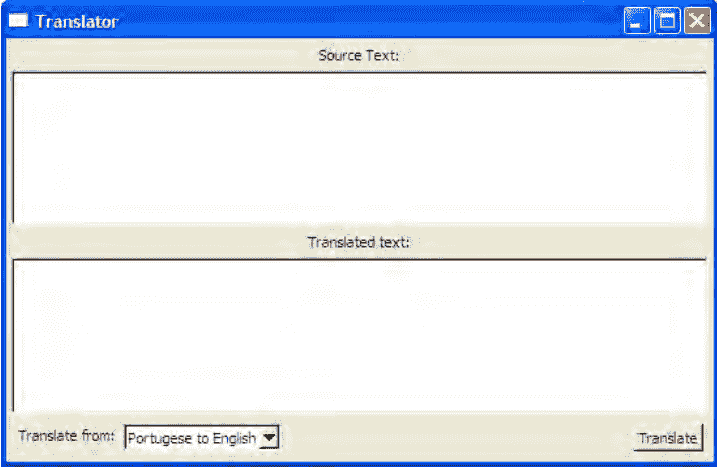 Translator
Source Text:
Translated text:
Translate from: Portugese to English Translate